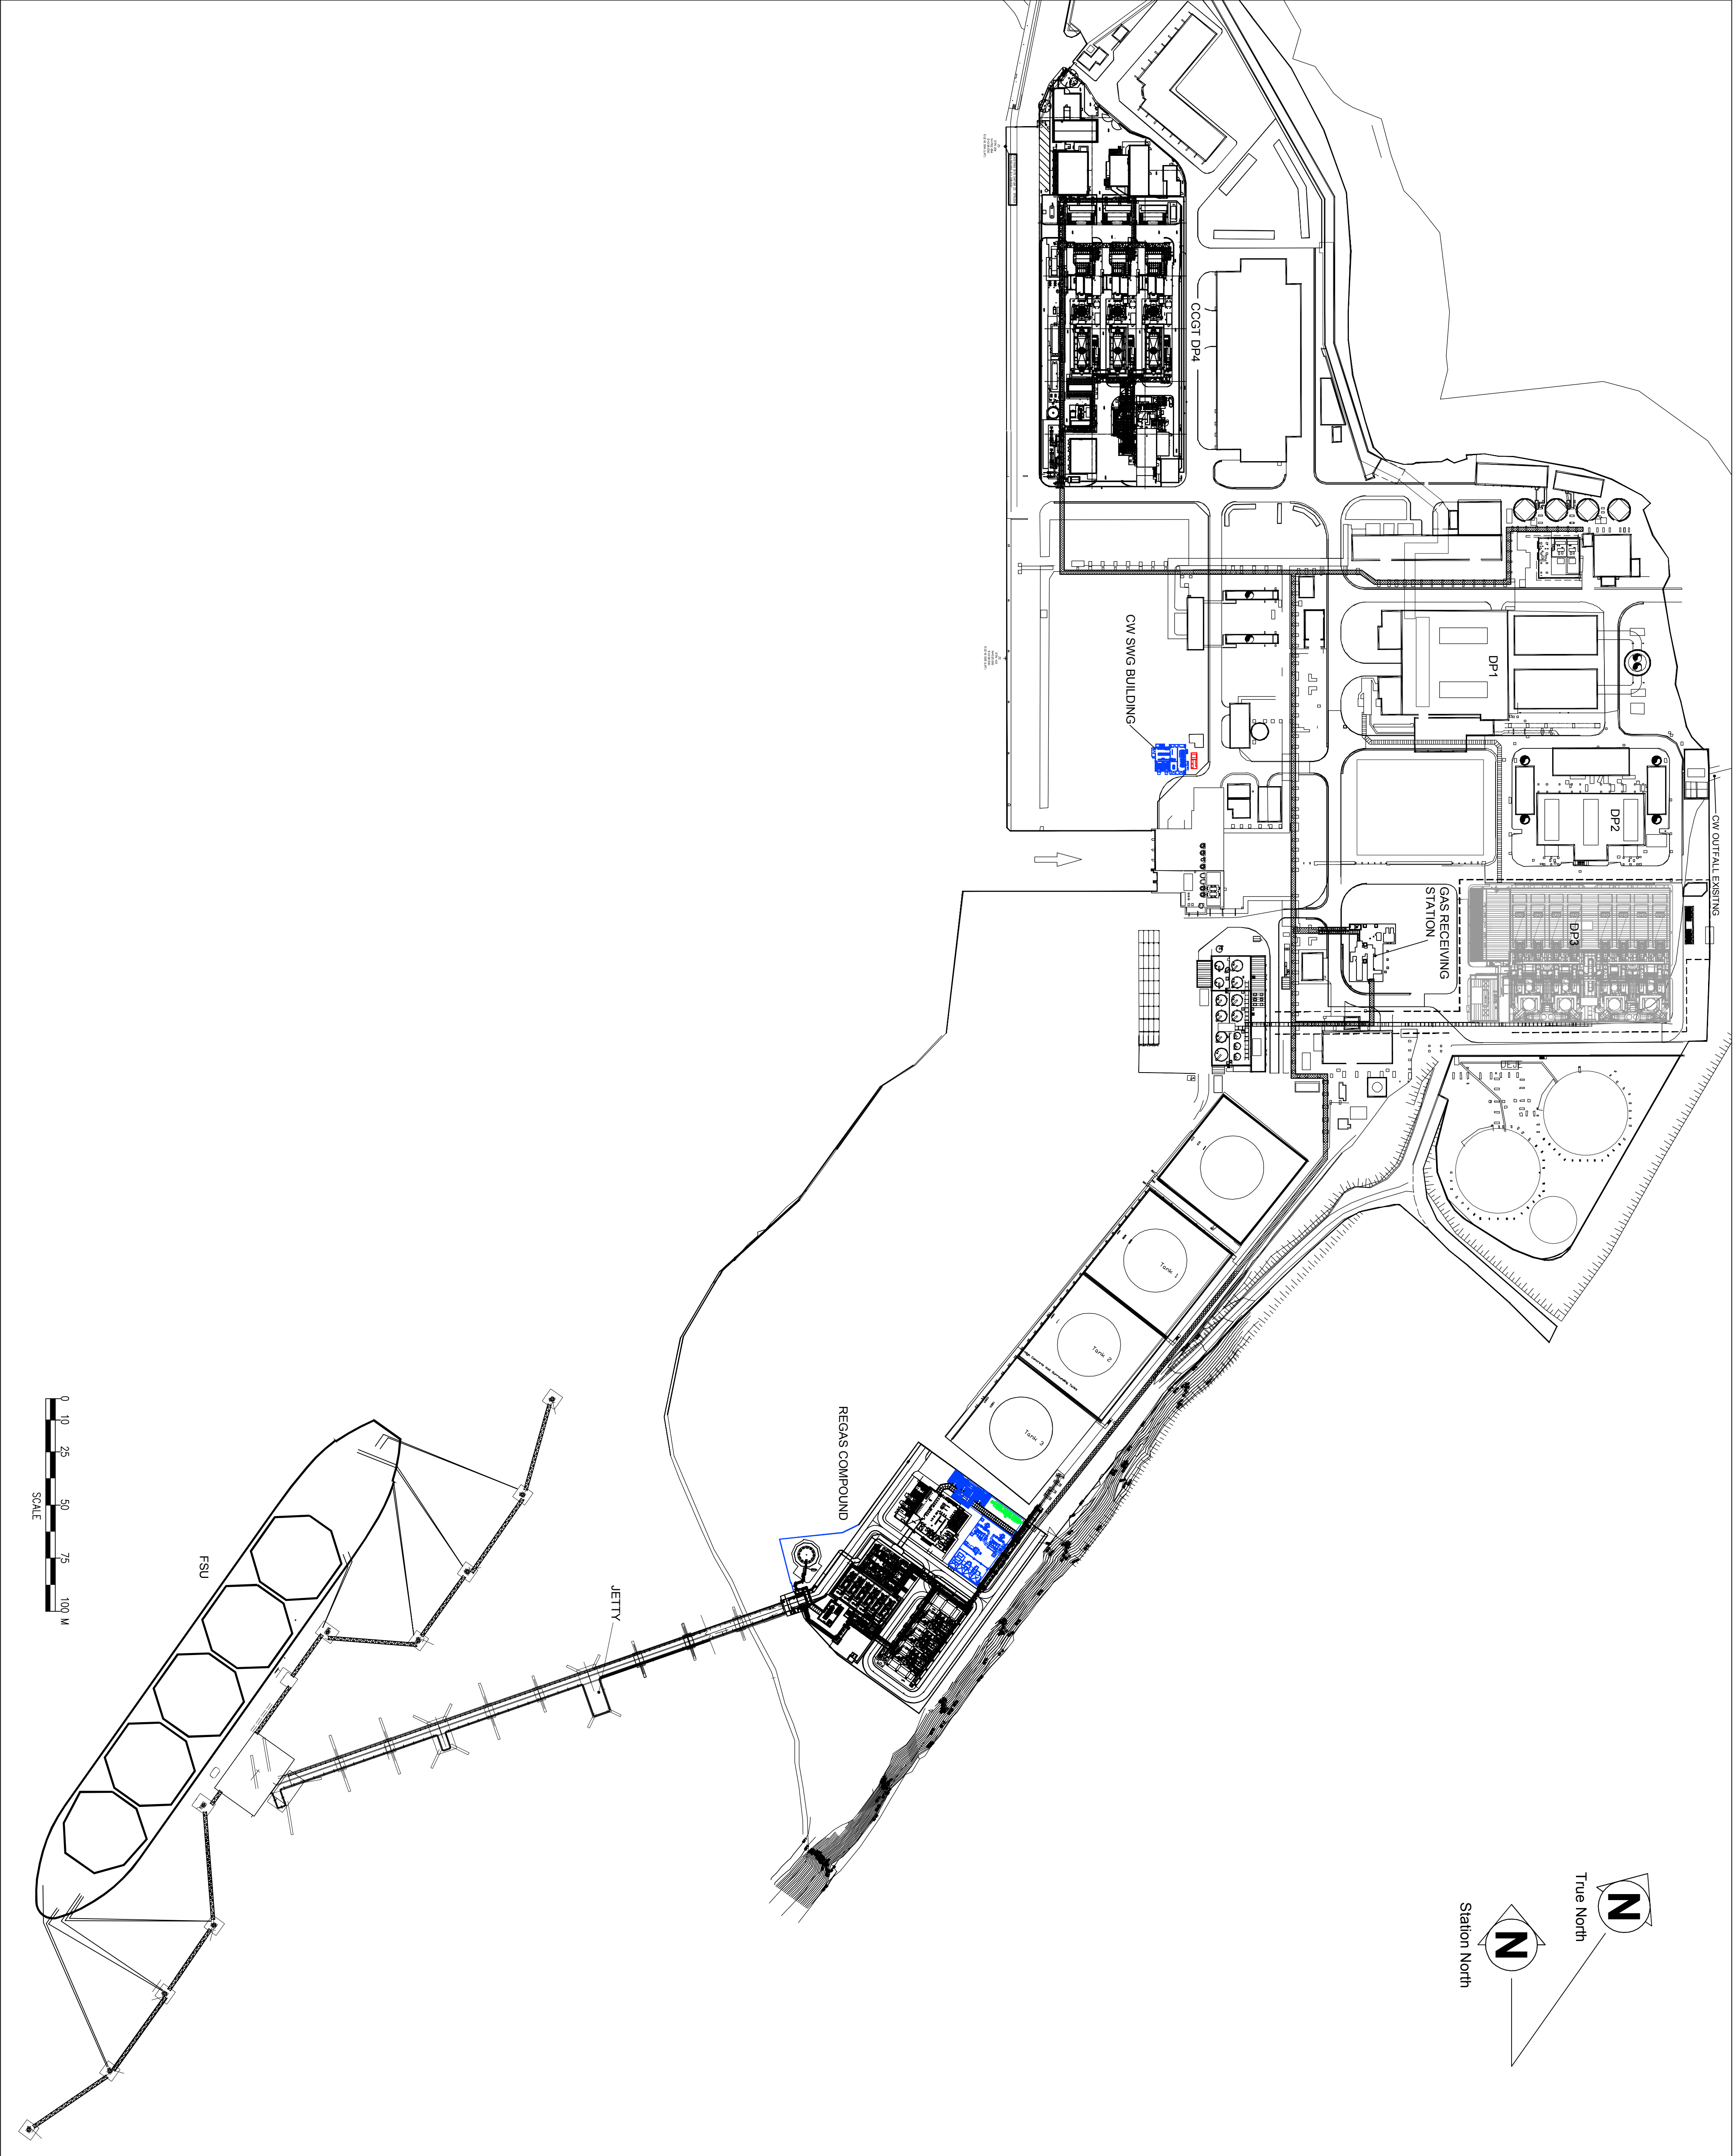 CCGT DP4
CW SWG BUILDING
DP1
DP2
CW OUTFALL EXISITNG
GAS RECEIVING
STATION
DP3
Tank 1
Tank 2
Tank 3
REGAS COMPOUND
JETTY
FSU
0 10 25 50 75 100 M
SCALE
N
True North
N
Station North